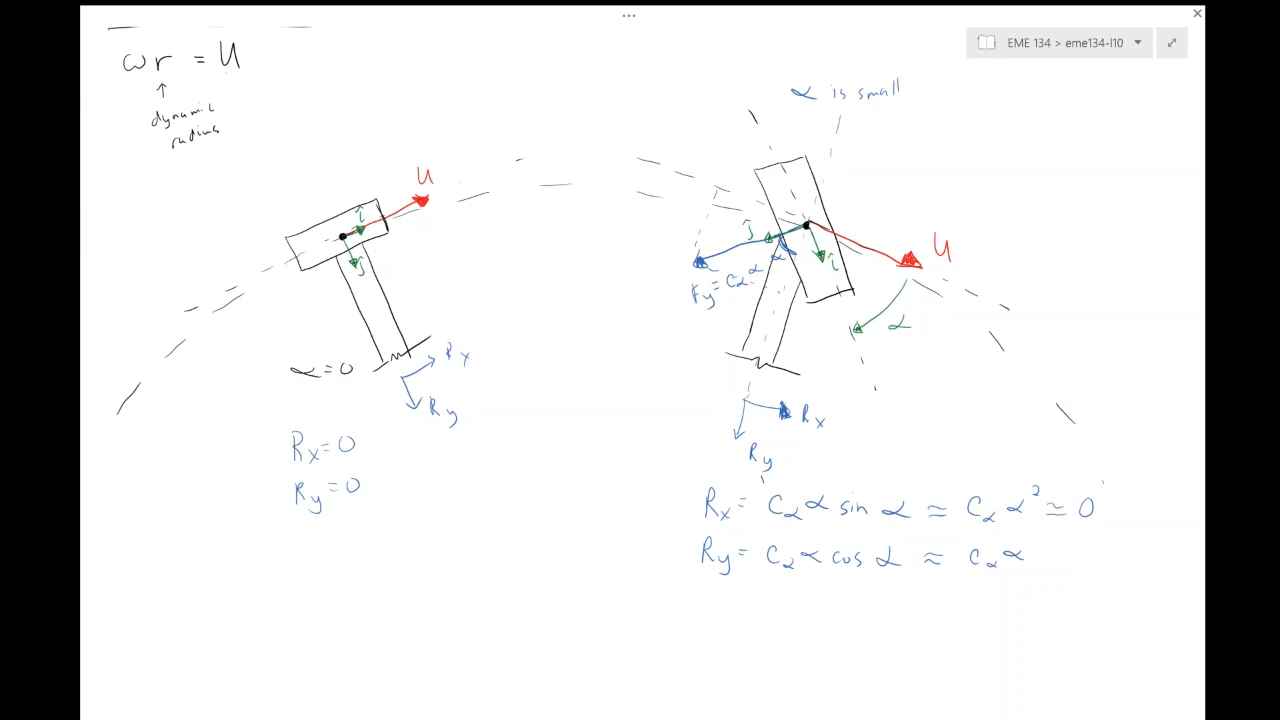 EME 134 > eme134-l10
ωr = U
↑
dynamic
radius
α is small
U
î
ĵ
α = 0
Rx
Ry
Rx = 0
Ry = 0
U
ĵ
î
α
Fy = Cα α
α
Rx
Ry
Rx = Cα α sin α ≈ Cα α² ≈ 0
Ry = Cα α cos α ≈ Cα α